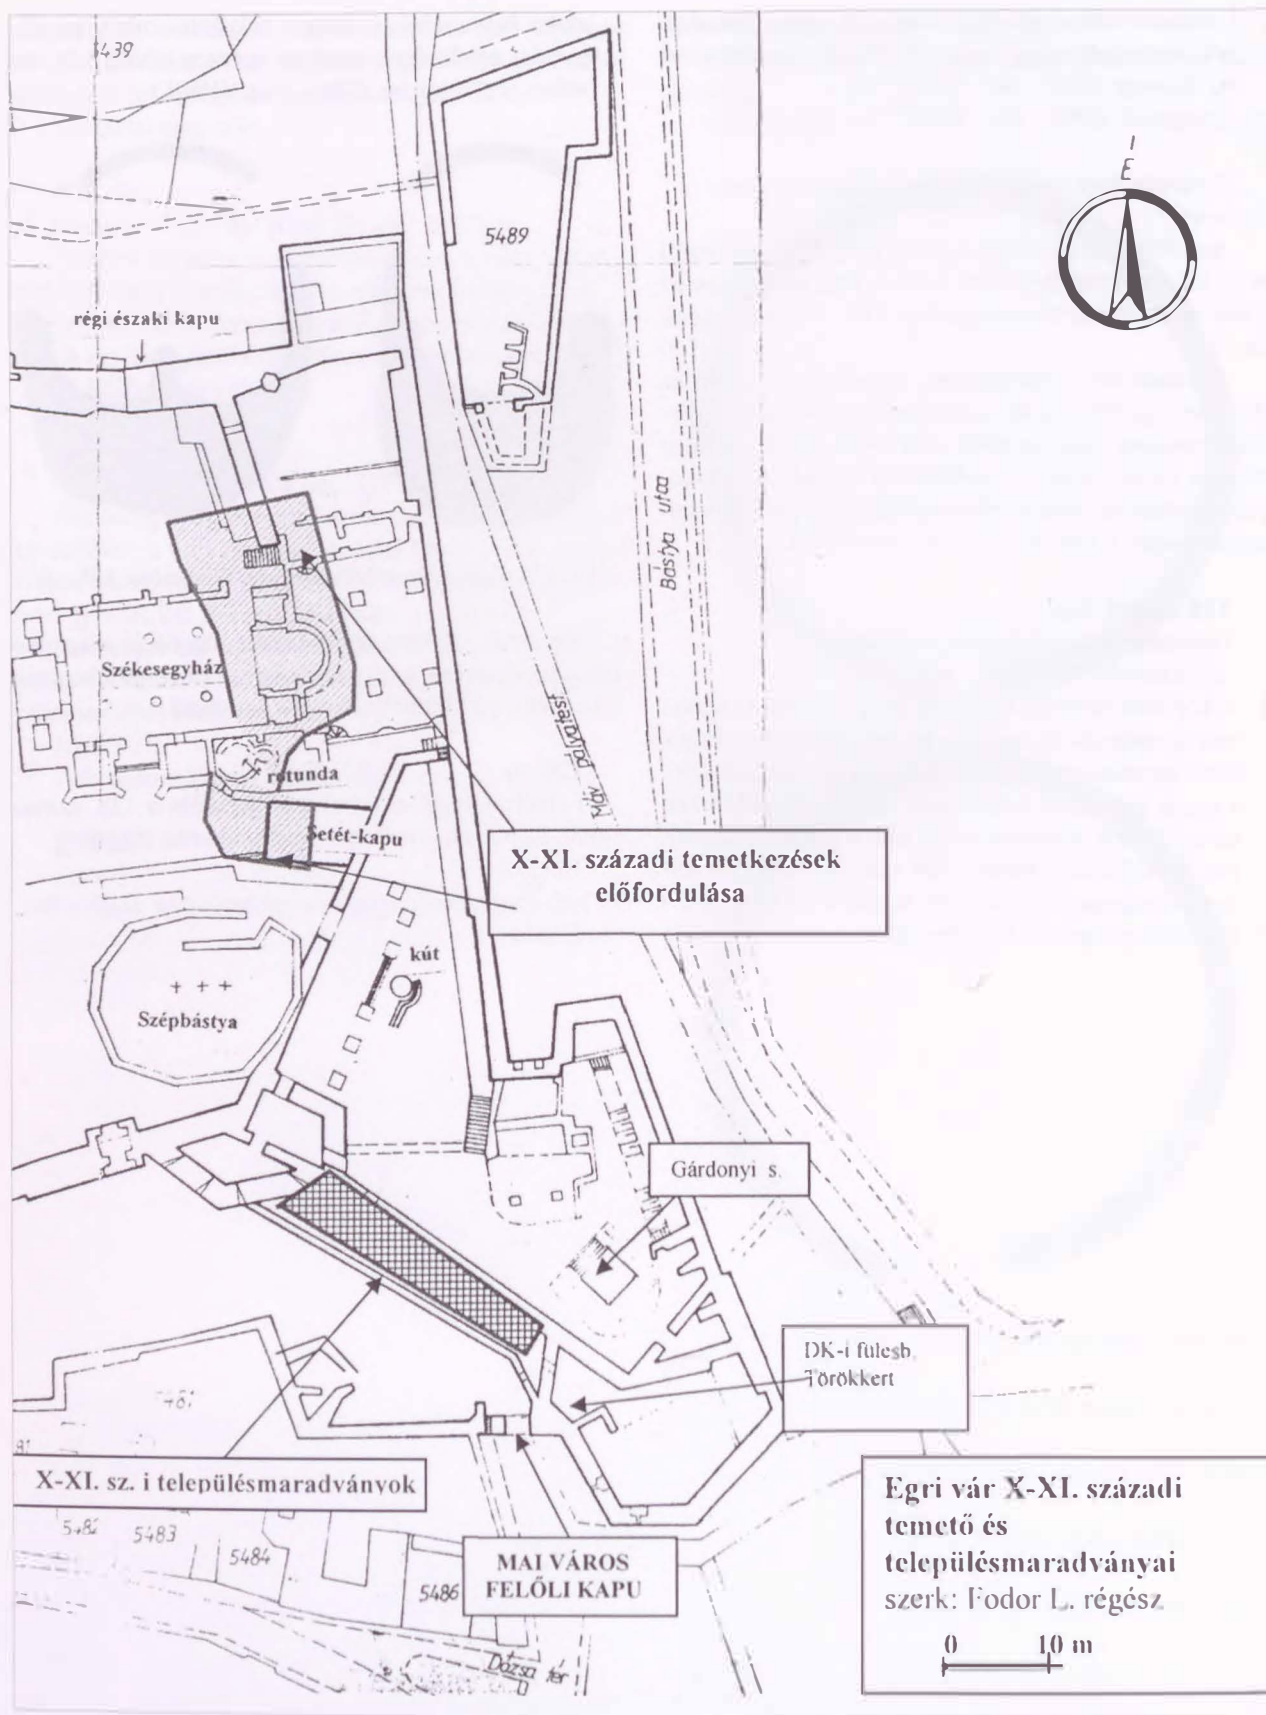 5439
E
5489
régi északi kapu
Bástya utca
Székesegyház
Máv pályatest
rotunda
Setét-kapu
X-XI. századi temetkezések
előfordulása
kút
+ + +
Szépbástya
Gárdonyi s.
DK-i fülesb.
Törökkert
X-XI. sz. i településmaradványok
Egri vár X-XI. századi
temető és
településmaradványai
szerk: Fodor L. régész
0 10 m
5482
5483
5484
5486
MAI VÁROS
FELŐLI KAPU
Dózsa tér